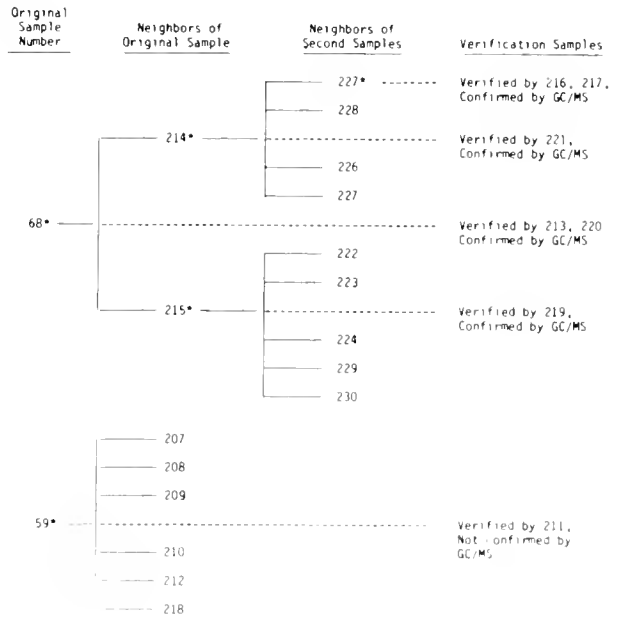 Original Sample Number
Neighbors of Original Sample
Neighbors of Second Samples
Verification Samples
227* Verified by 216, 217,
Confirmed by GC/MS
228
214* Verified by 221,
Confirmed by GC/MS
226
227
68* Verified by 213, 220
Confirmed by GC/MS
222
223
215* Verified by 219,
Confirmed by GC/MS
224
229
230
207
208
209
59* Verified by 211,
Not confirmed by
GC/MS
210
212
218